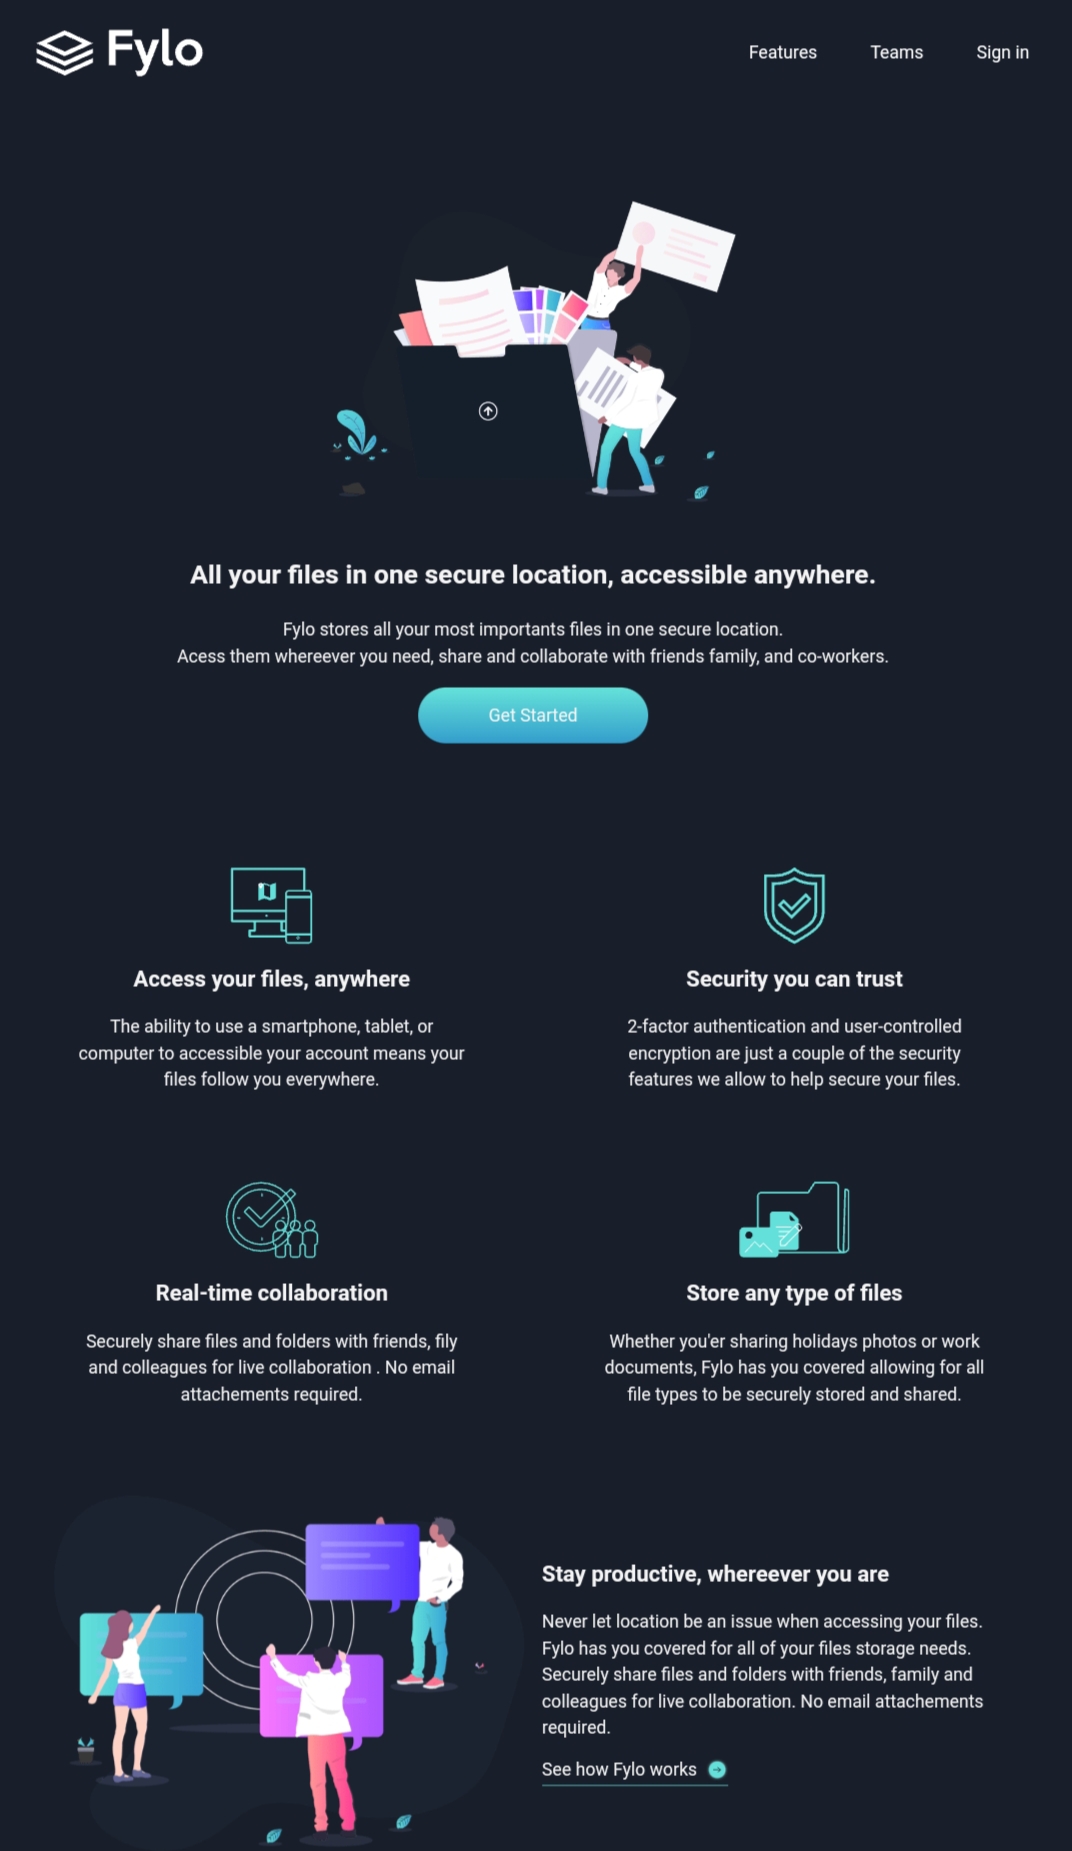 Fylo
Features Teams Sign in
All your files in one secure location, accessible anywhere.
Fylo stores all your most importants files in one secure location.
Acess them whereever you need, share and collaborate with friends family, and co-workers.
Get Started
Access your files, anywhere
The ability to use a smartphone, tablet, or
computer to accessible your account means your
files follow you everywhere.
Security you can trust
2-factor authentication and user-controlled
encryption are just a couple of the security
features we allow to help secure your files.
Real-time collaboration
Securely share files and folders with friends, fily
and colleagues for live collaboration . No email
attachements required.
Store any type of files
Whether you'er sharing holidays photos or work
documents, Fylo has you covered allowing for all
file types to be securely stored and shared.
Stay productive, whereever you are
Never let location be an issue when accessing your files.
Fylo has you covered for all of your files storage needs.
Securely share files and folders with friends, family and
colleagues for live collaboration. No email attachements
required.
See how Fylo works